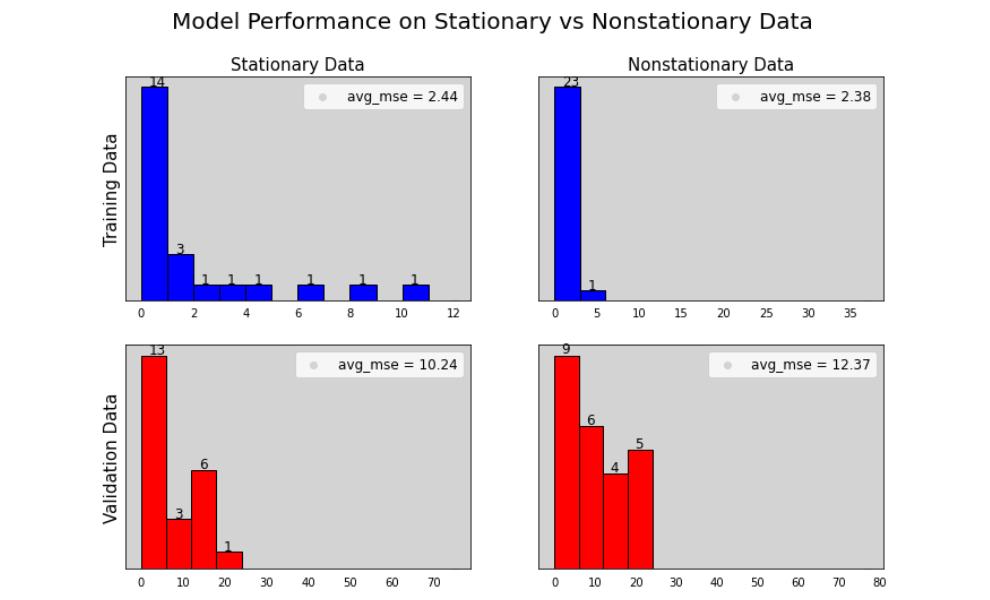 Model Performance on Stationary vs Nonstationary Data
Stationary Data
Nonstationary Data
Training Data
14
3
1
1
1
1
1
1
avg_mse = 2.44
0 2 4 6 8 10 12
23
1
avg_mse = 2.38
0 5 10 15 20 25 30 35
Validation Data
13
3
6
1
avg_mse = 10.24
0 10 20 30 40 50 60 70
9
6
4
5
avg_mse = 12.37
0 10 20 30 40 50 60 70 80